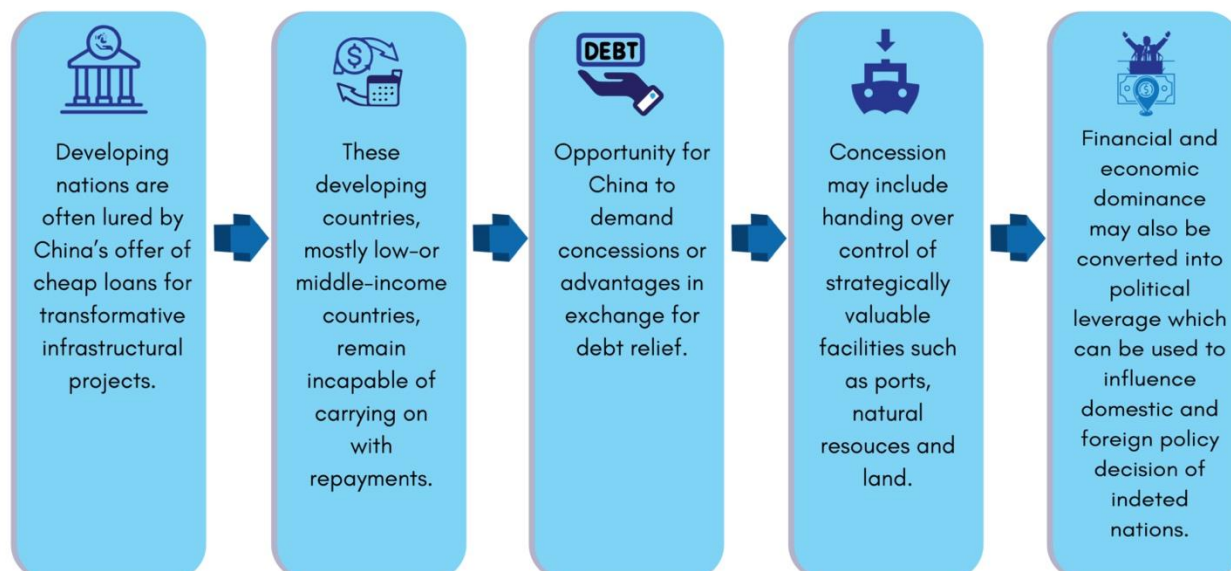 Developing
nations are
often lured by
China's offer of
cheap loans for
transformative
infrastructural
projects.
These
developing
countries,
mostly low-or
middle-income
countries,
remain
incapable of
carrying on
with
repayments.
DEBT
Opportunity for
China to
demand
concessions or
advantages in
exchange for
debt relief.
Concession
may include
handing over
control of
strategically
valuable
facilities such
as ports,
natural
resouces and
land.
Financial and
economic
dominance
may also be
converted into
political
leverage which
can be used to
influence
domestic and
foreign policy
decision of
indeted
nations.